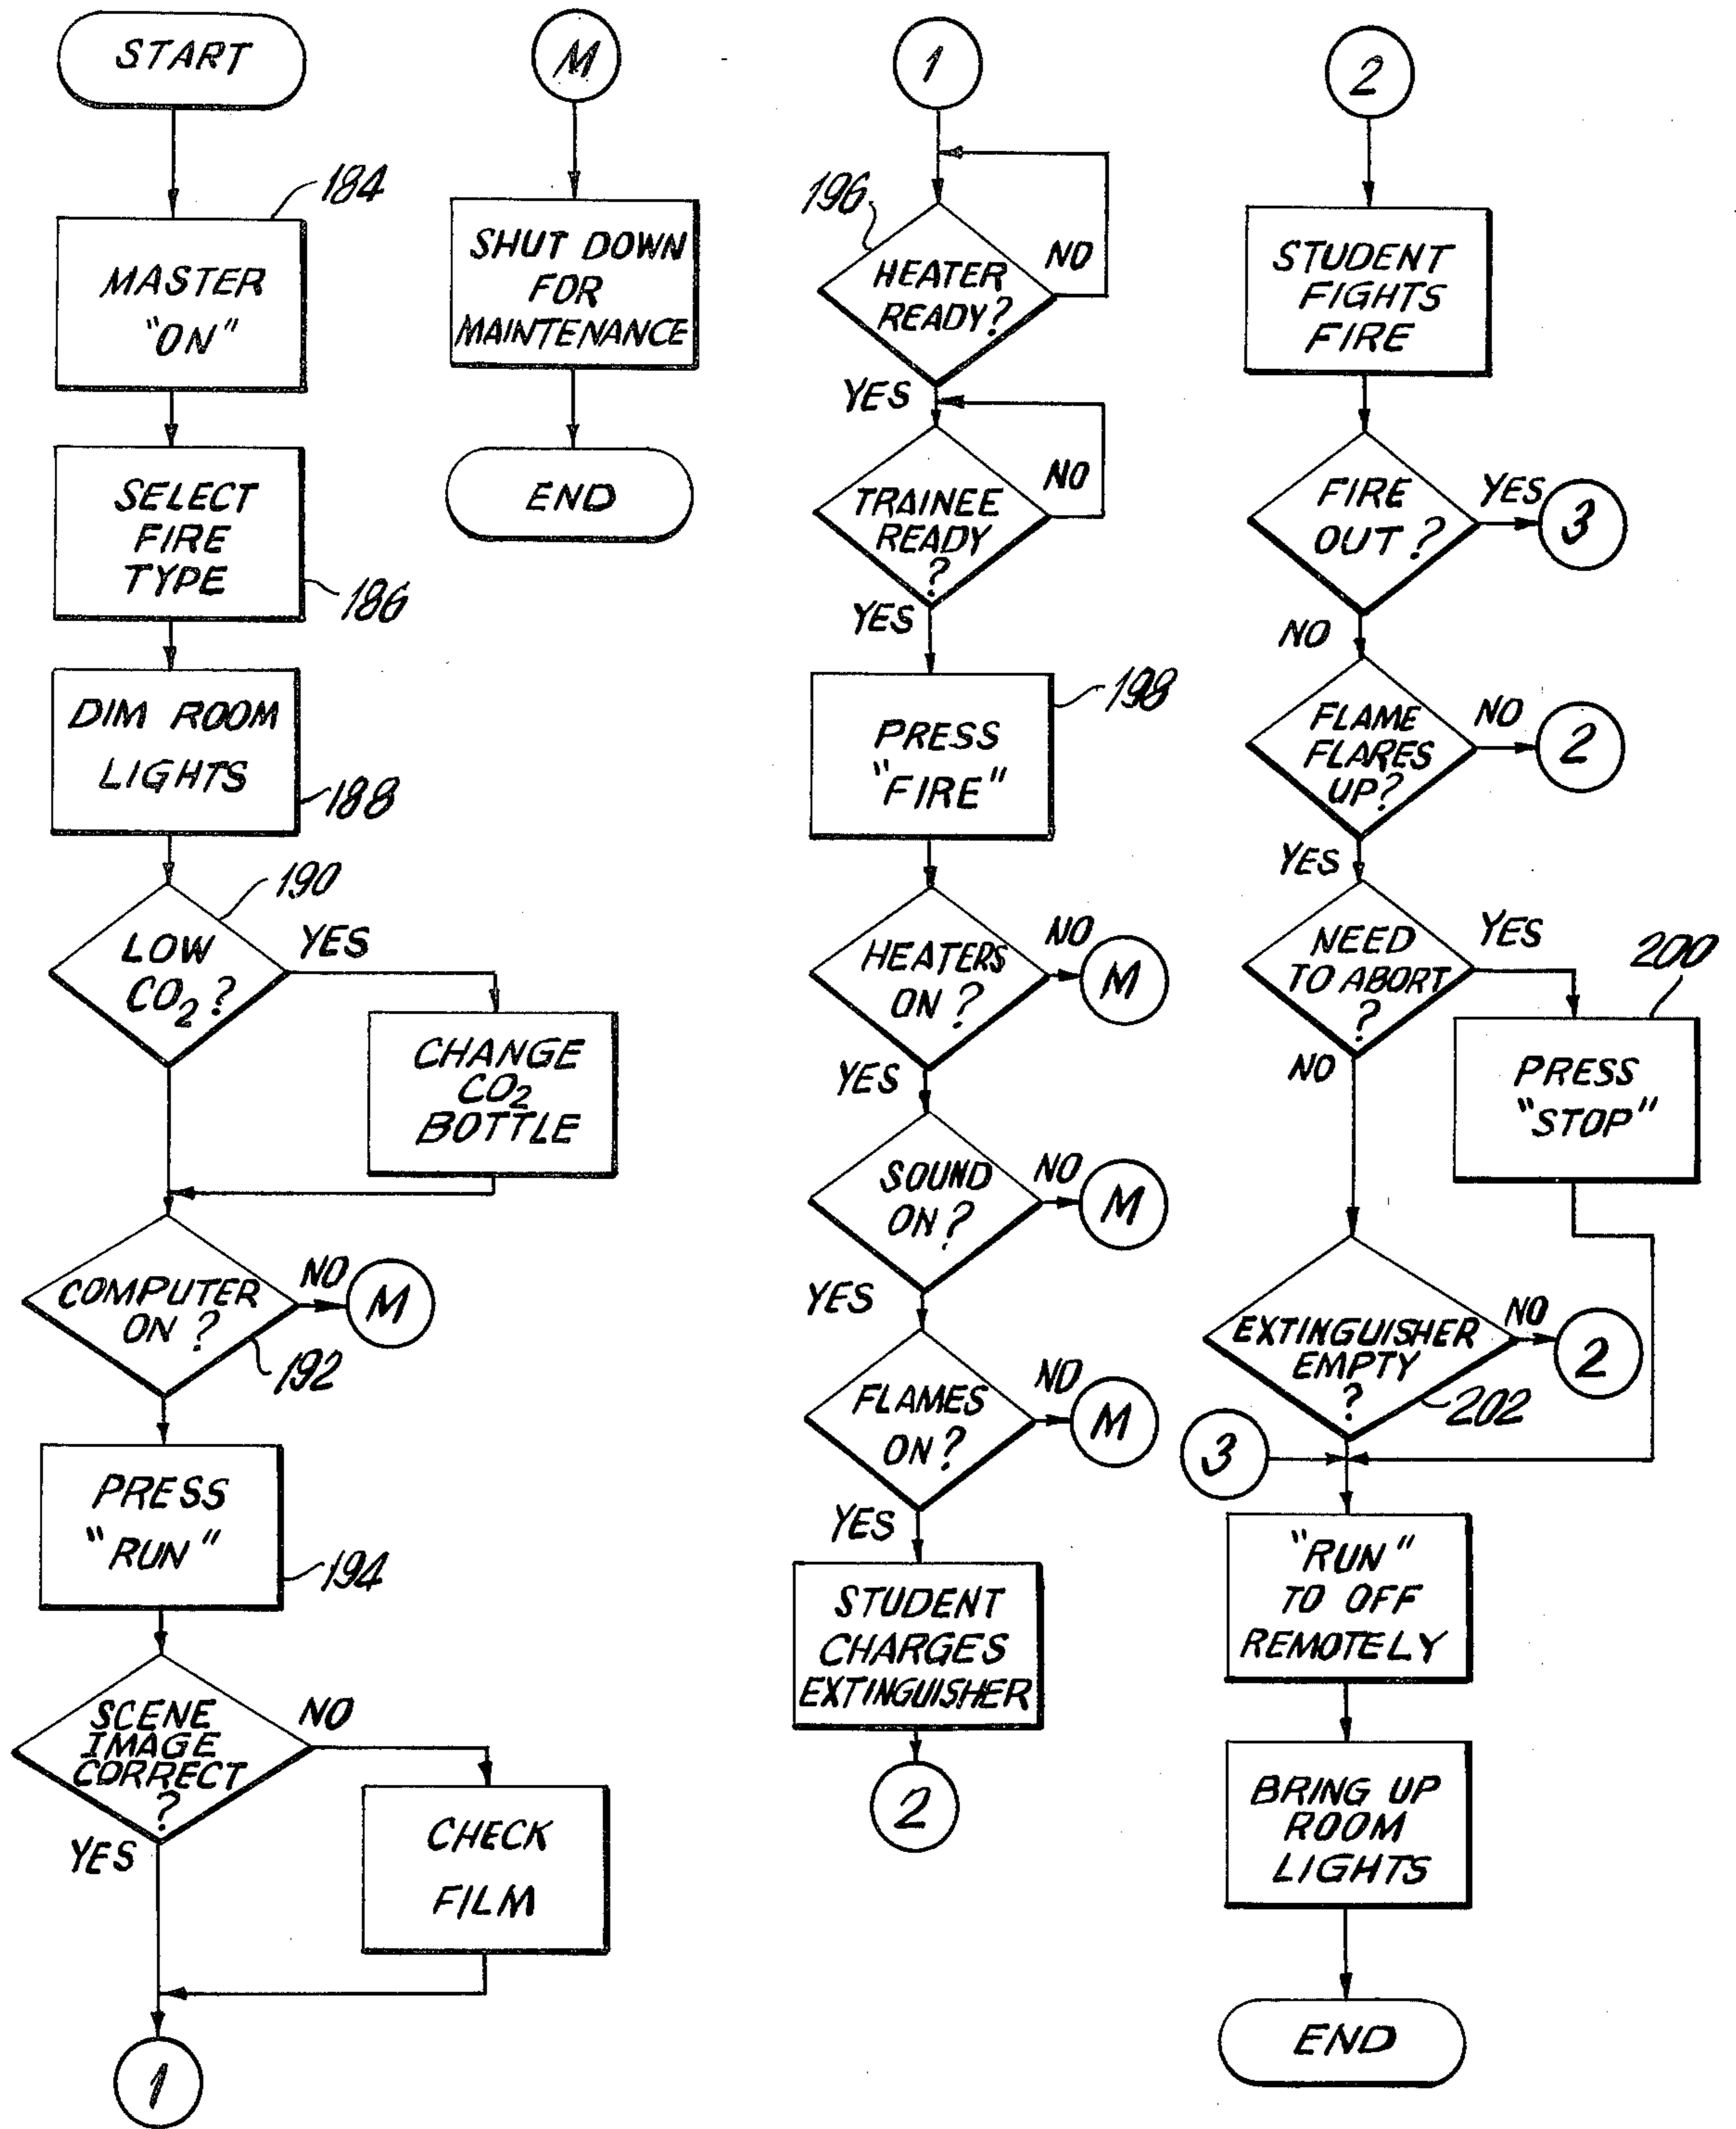 START
184
MASTER
"ON"
SELECT
FIRE
TYPE
186
DIM ROOM
LIGHTS
188
190
LOW
CO2?
YES
CHANGE
CO2
BOTTLE
COMPUTER
ON?
NO
M
192
PRESS
"RUN"
194
SCENE
IMAGE
CORRECT
?
NO
YES
CHECK
FILM
1
M
SHUT DOWN
FOR
MAINTENANCE
END
1
196
HEATER
READY?
NO
YES
TRAINEE
READY
?
NO
YES
198
PRESS
"FIRE"
HEATERS
ON?
NO
M
YES
SOUND
ON?
NO
M
YES
FLAMES
ON?
NO
M
YES
STUDENT
CHARGES
EXTINGUISHER
2
2
STUDENT
FIGHTS
FIRE
FIRE
OUT?
YES
3
NO
FLAME
FLARES
UP?
NO
2
YES
NEED
TO ABORT
?
YES
NO
200
PRESS
"STOP"
EXTINGUISHER
EMPTY
?
NO
2
202
3
"RUN"
TO OFF
REMOTELY
BRING UP
ROOM
LIGHTS
END